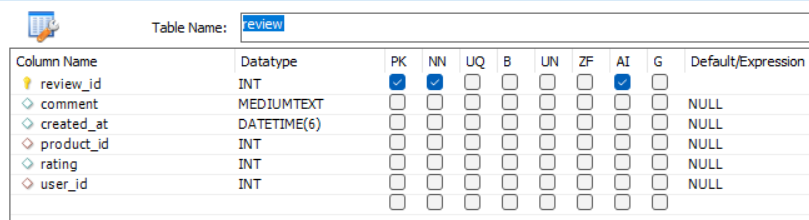 Table Name: review
Column Name Datatype PK NN UQ B UN ZF AI G Default/Expression
review_id INT
comment MEDIUMTEXT NULL
created_at DATETIME(6) NULL
product_id INT NULL
rating INT NULL
user_id INT NULL